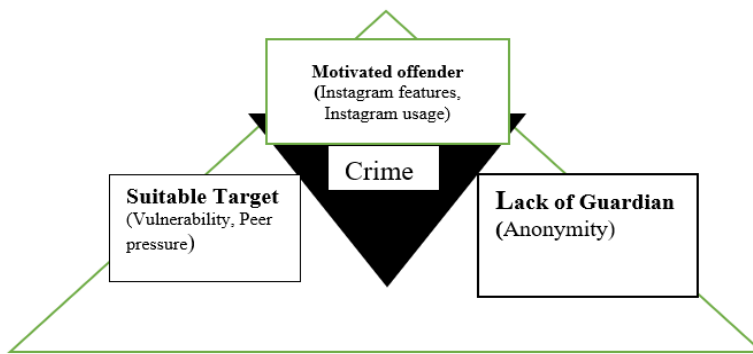 Motivated offender
(Instagram features,
Instagram usage)
Crime
Suitable Target
(Vulnerability, Peer
pressure)
Lack of Guardian
(Anonymity)